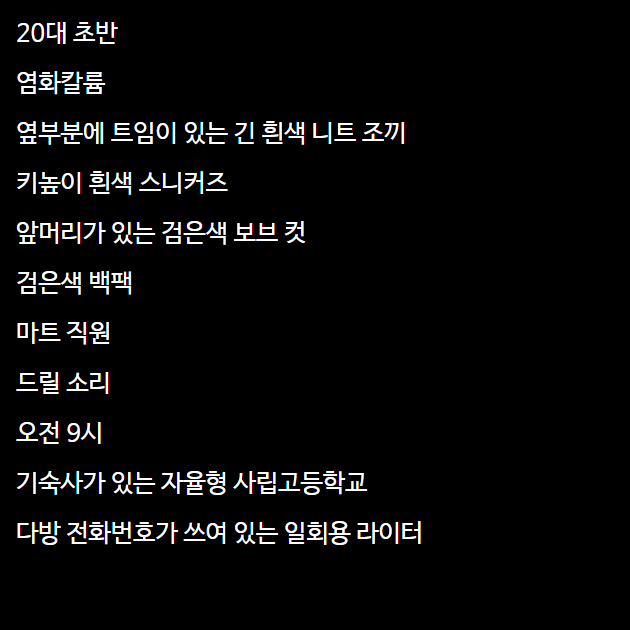 20대 초반
염화칼륨
옆부분에 트임이 있는 긴 흰색 니트 조끼
키높이 흰색 스니커즈
앞머리가 있는 검은색 보브 컷
검은색 백팩
마트 직원
드릴 소리
오전 9시
기숙사가 있는 자율형 사립고등학교
다방 전화번호가 쓰여 있는 일회용 라이터